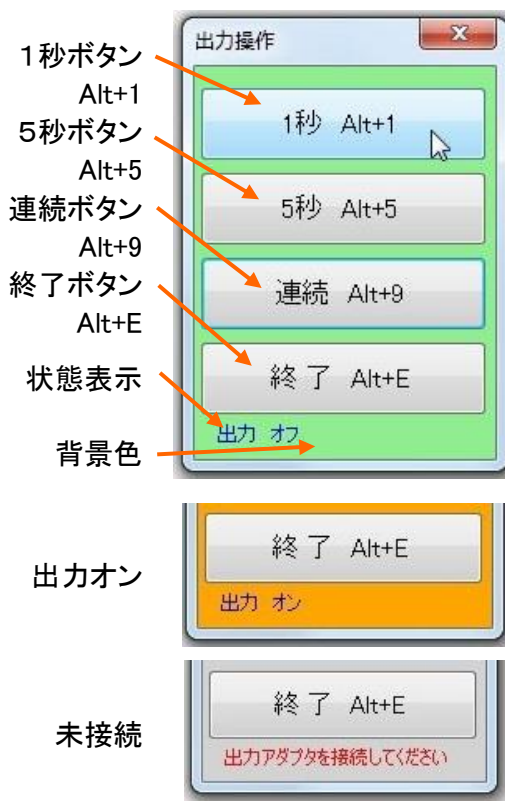 出力操作
1秒ボタン
Alt+1
1秒 Alt+1
5秒ボタン
Alt+5
5秒 Alt+5
連続ボタン
Alt+9
連続 Alt+9
終了ボタン
Alt+E
終 了 Alt+E
状態表示
出力 オフ
背景色
出力オン
終 了 Alt+E
出力 オン
未接続
終 了 Alt+E
出力アダプタを接続してください